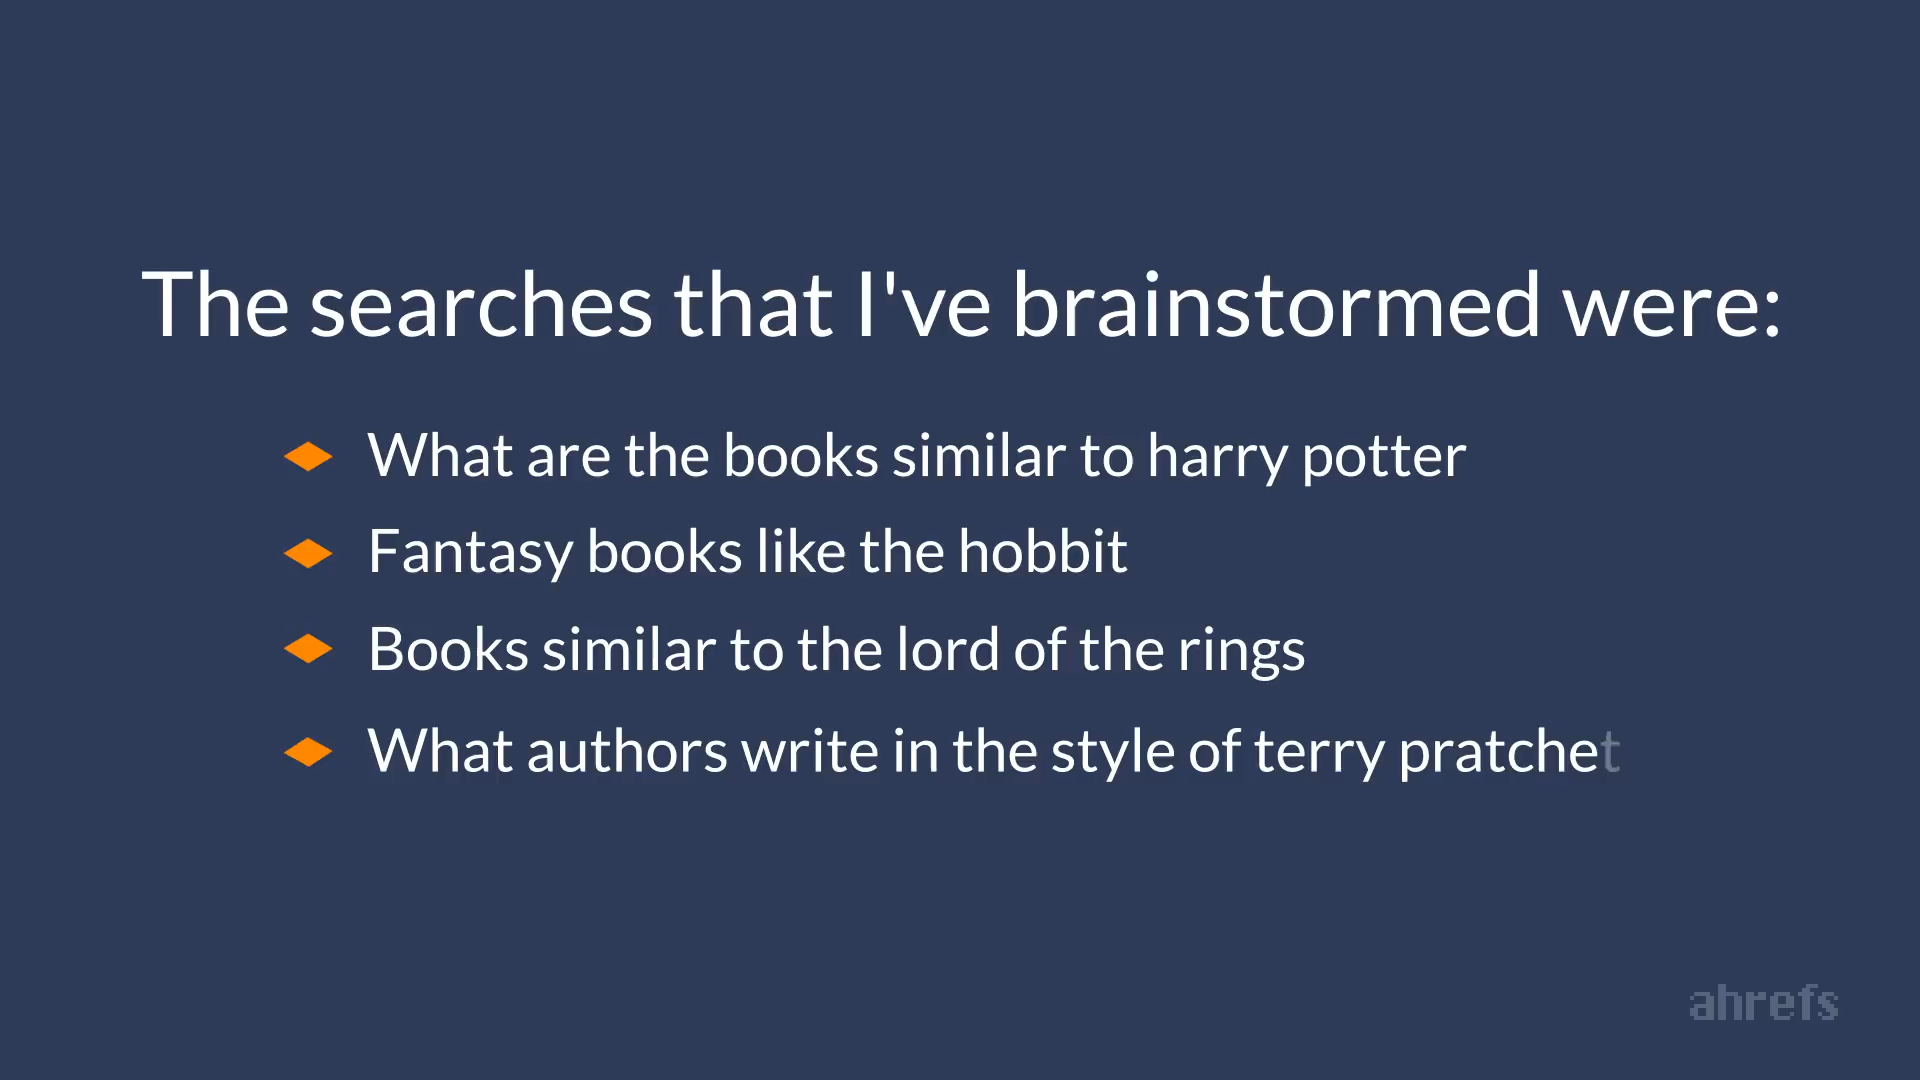 The searches that I've brainstormed were:
What are the books similar to harry potter
Fantasy books like the hobbit
Books similar to the lord of the rings
What authors write in the style of terry pratchet
ahrefs